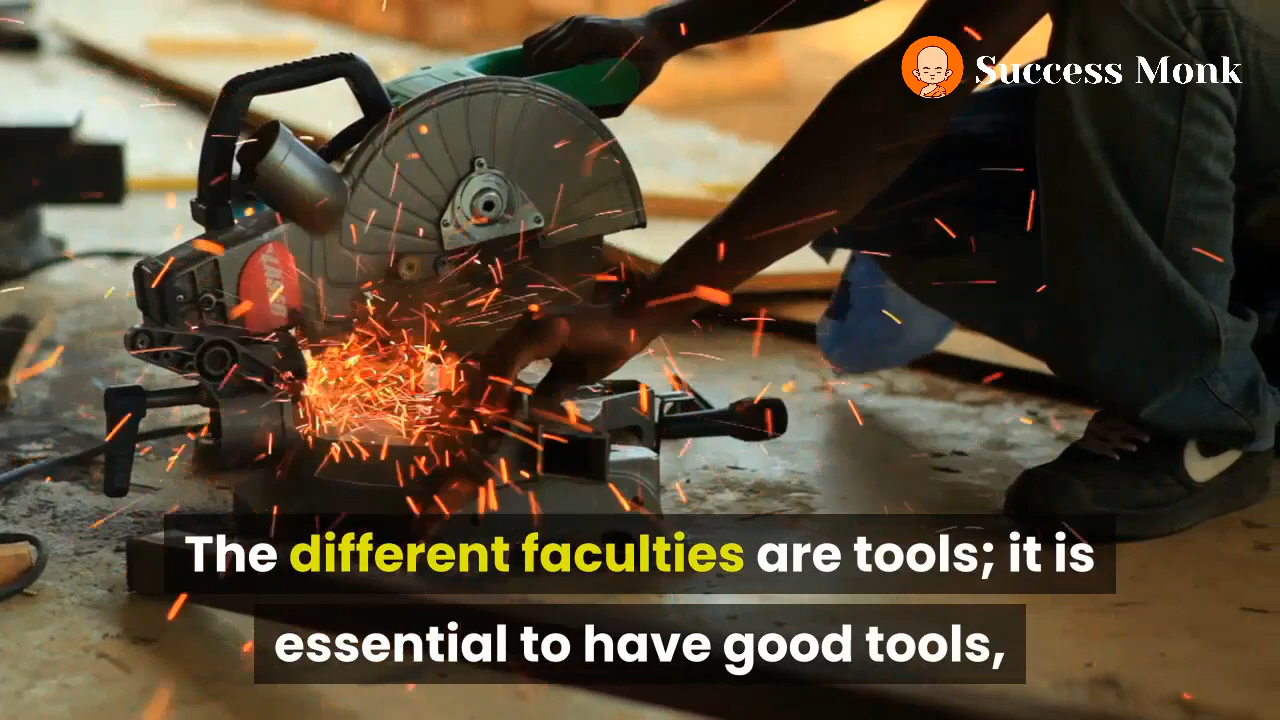 Success Monk
The different faculties are tools; it is
essential to have good tools,